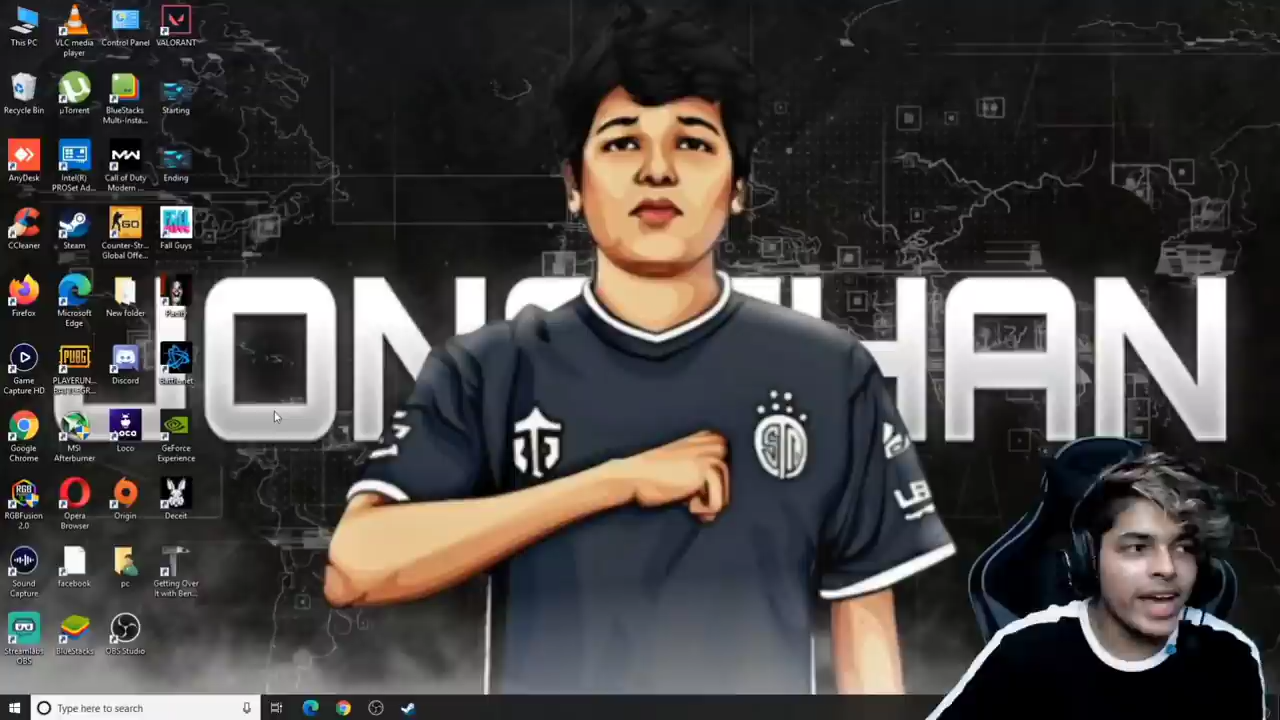 This PC
VLC media
player
Control Panel
VALORANT
Recycle Bin
µTorrent
BlueStacks
Multi-Insta...
Starting
AnyDesk
Intel(R)
PROSet Ad...
Call of Duty
Modern ...
Ending
CCleaner
Steam
Counter-Str...
Global Offe...
Fall Guys
Firefox
Microsoft
Edge
New folder
Game
Capture HD
PLAYERUN...
BATTLEGR...
Discord
Battle.net
Google
Chrome
MSI
Afterburner
Loco
GeForce
Experience
RGBFusion
2.0
Opera
Browser
Origin
Deceit
Sound
Capture
facebook
pc
Getting Over
It with Ben...
Streamlabs
OBS
BlueStacks
OBS Studio
Type here to search